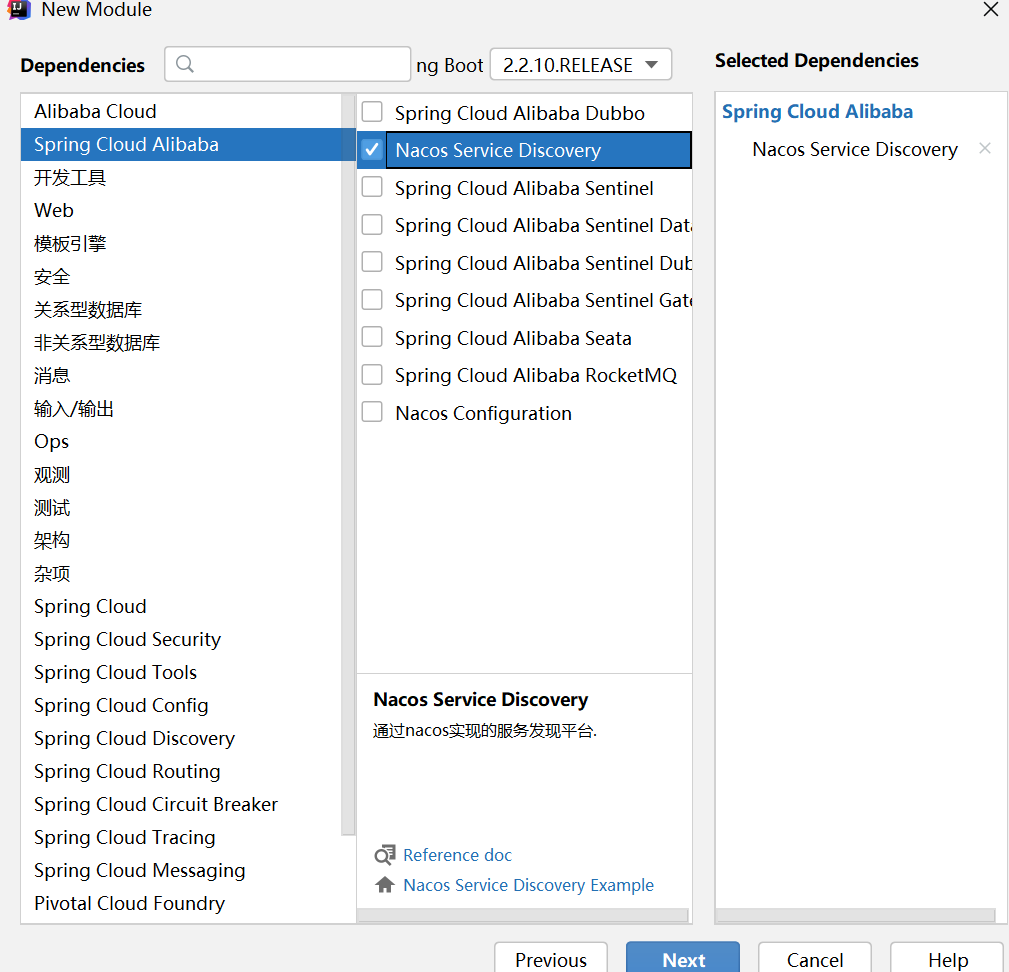 New Module
Dependencies
ng Boot
2.2.10.RELEASE
Selected Dependencies
Alibaba Cloud
Spring Cloud Alibaba
开发工具
Web
模板引擎
安全
关系型数据库
非关系型数据库
消息
输入/输出
Ops
观测
测试
架构
杂项
Spring Cloud
Spring Cloud Security
Spring Cloud Tools
Spring Cloud Config
Spring Cloud Discovery
Spring Cloud Routing
Spring Cloud Circuit Breaker
Spring Cloud Tracing
Spring Cloud Messaging
Pivotal Cloud Foundry
Spring Cloud Alibaba Dubbo
Nacos Service Discovery
Spring Cloud Alibaba Sentinel
Spring Cloud Alibaba Sentinel Data
Spring Cloud Alibaba Sentinel Dub
Spring Cloud Alibaba Sentinel Gate
Spring Cloud Alibaba Seata
Spring Cloud Alibaba RocketMQ
Nacos Configuration
Nacos Service Discovery
通过nacos实现的服务发现平台.
Reference doc
Nacos Service Discovery Example
Spring Cloud Alibaba
Nacos Service Discovery
Previous
Next
Cancel
Help